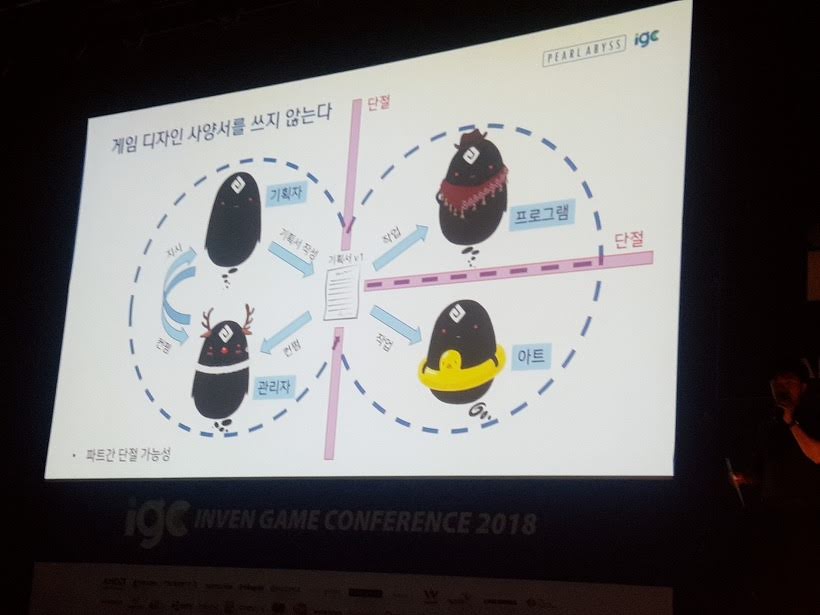 PEARL ABYSS igc
게임 디자인 사양서를 쓰지 않는다
단절
기획자
프로그램
지시
기획서 작성
작업
기획서 v1
단절
컨펌
컨펌
작업
관리자
아트
• 파트간 단절 가능성
igc INVEN GAME CONFERENCE 2018